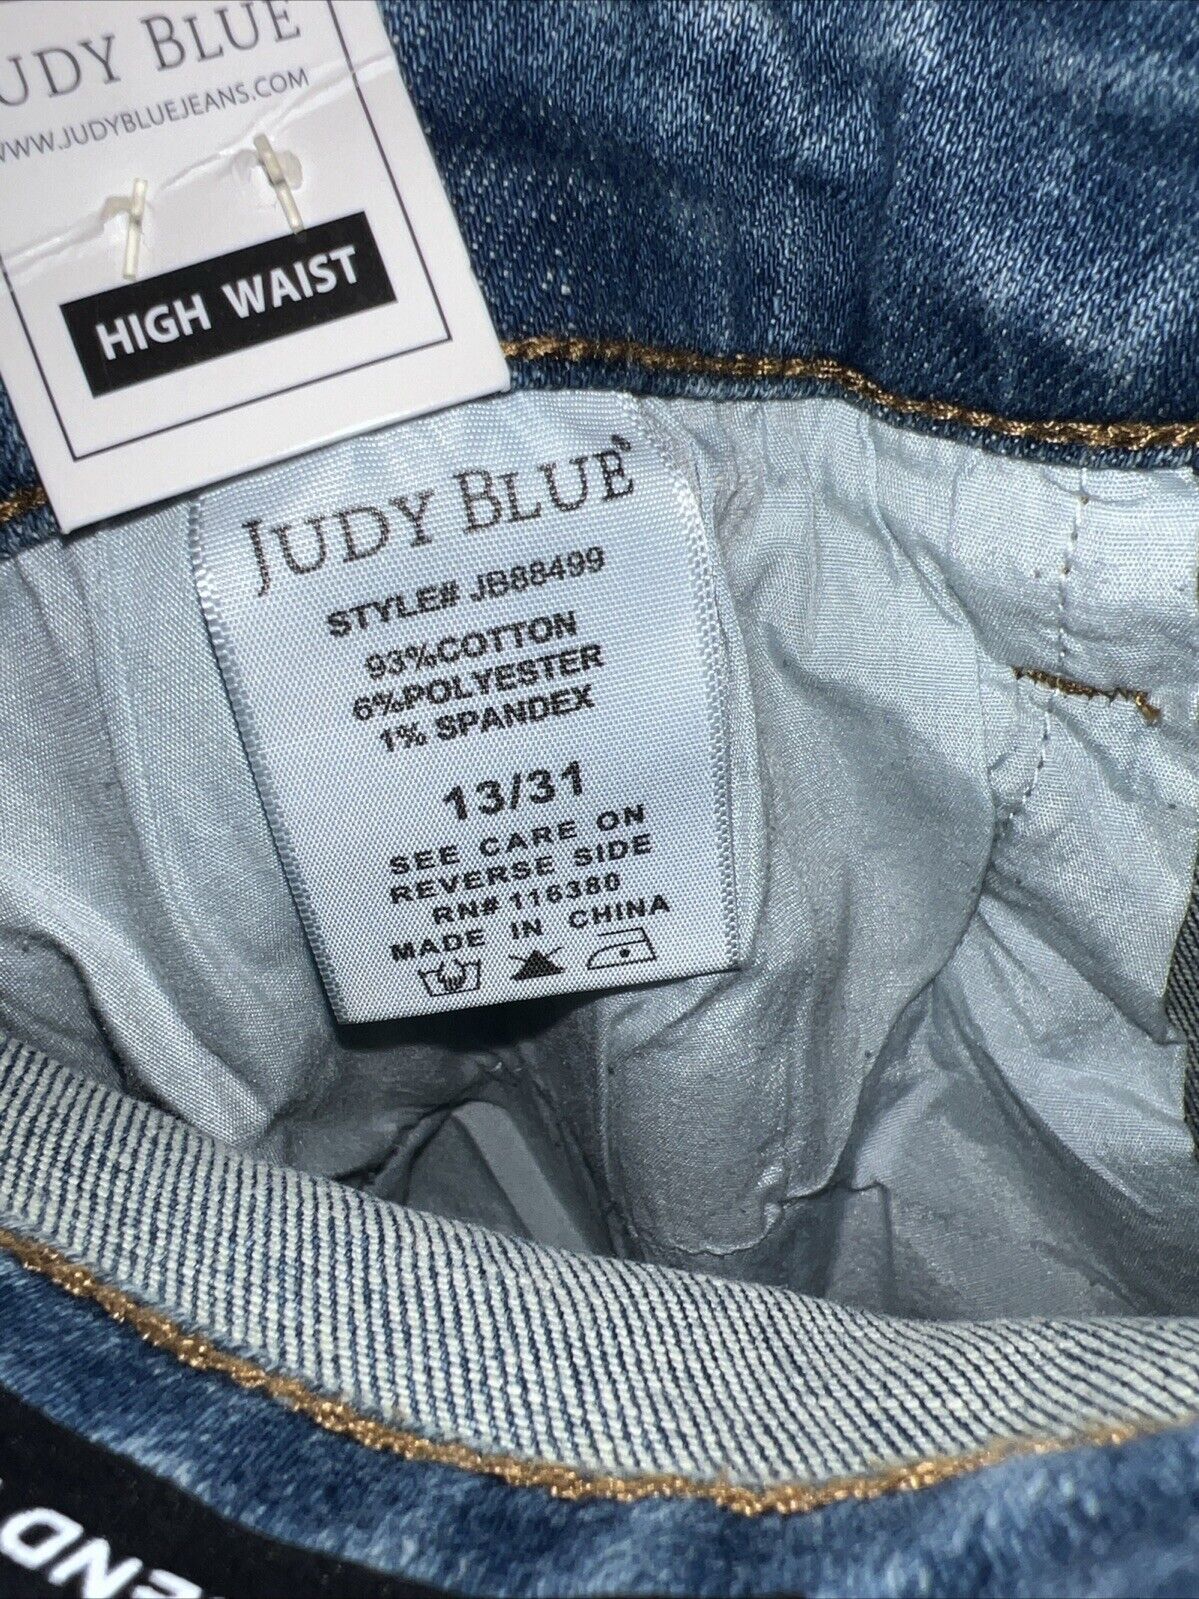 JUDY BLUE
WWW.JUDYBLUEJEANS.COM
HIGH WAIST
JUDY BLUE
STYLE# JB88499
93%COTTON
6%POLYESTER
1% SPANDEX
13/31
SEE CARE ON
REVERSE SIDE
RN# 116380
MADE IN CHINA
END